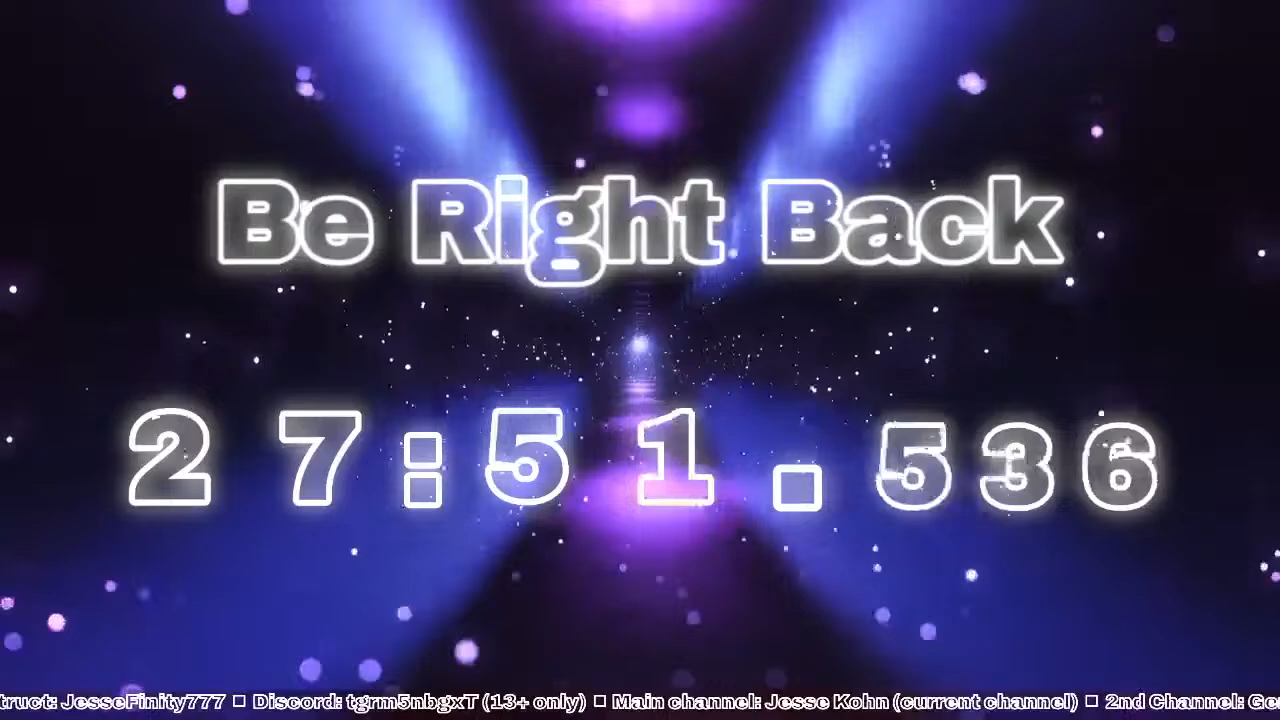 Be Right Back
27:51.536
truct: JesseFinity777 □ Discord: tgrm5nbgxT (13+ only) □ Main channel: Jesse Kohn (current channel) □ 2nd Channel: